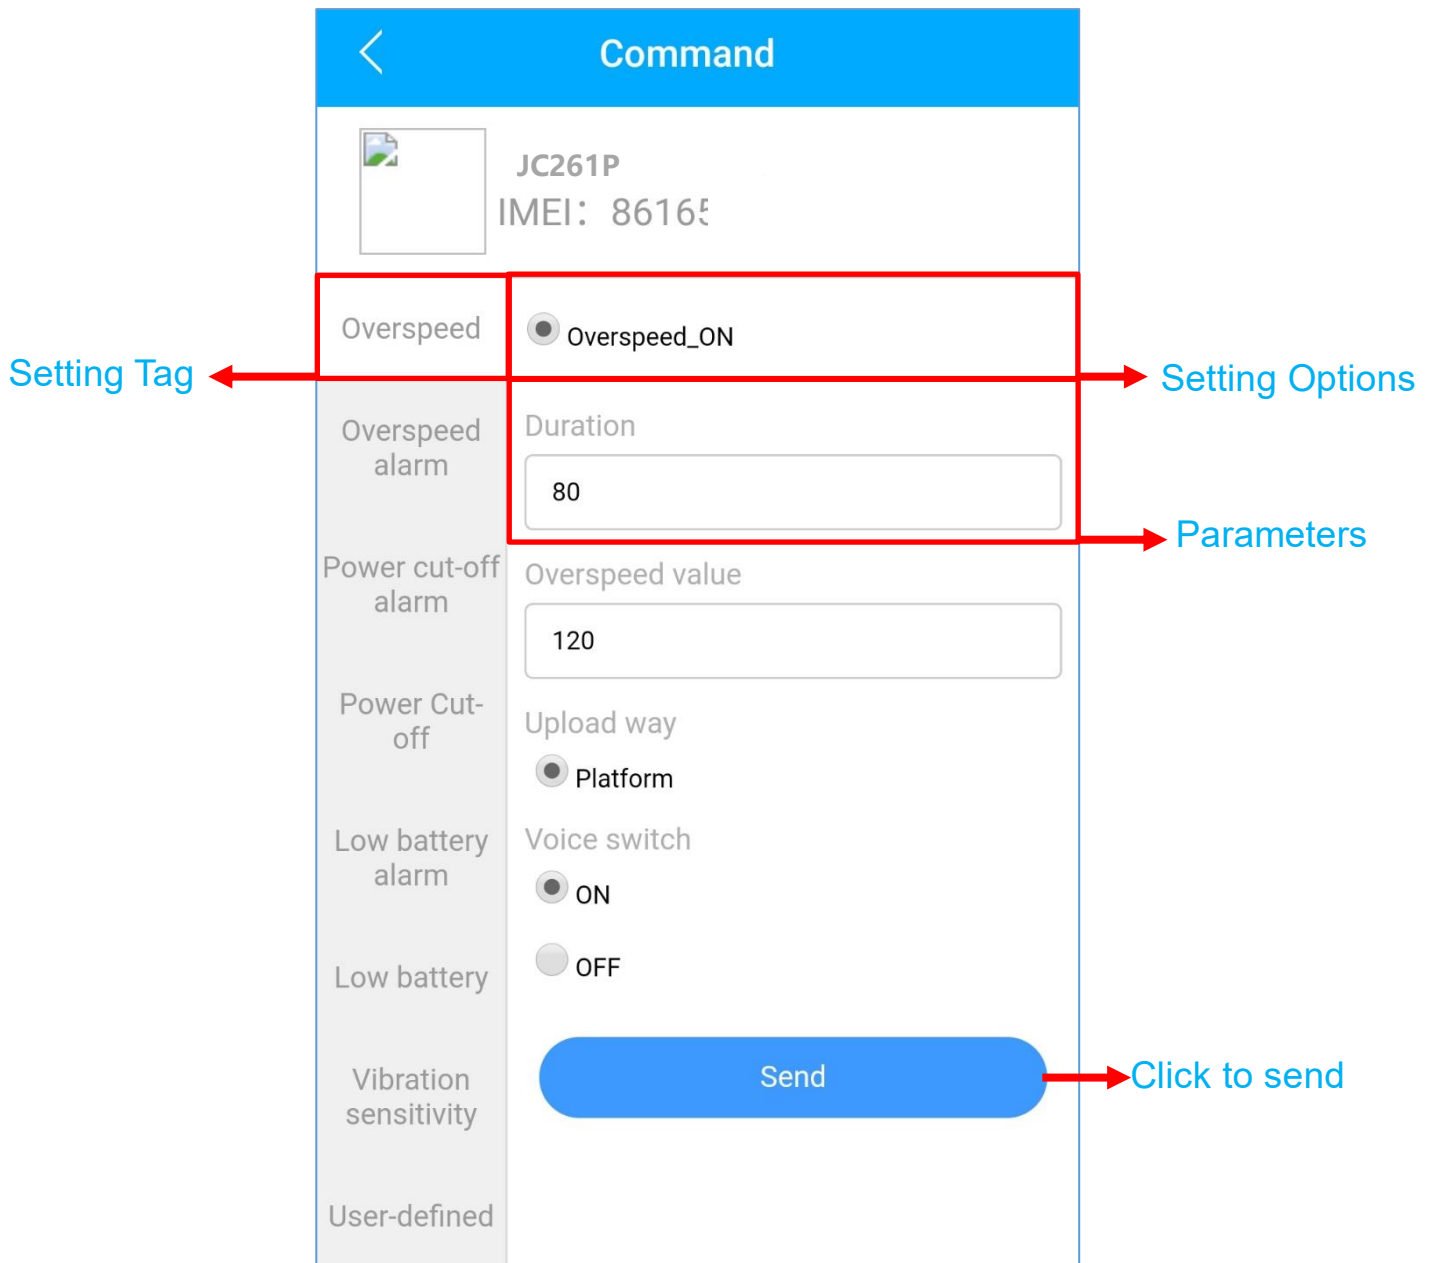 Command
JC261P
IMEI：86165
Overspeed
Overspeed_ON
Setting Tag
Setting Options
Overspeed
alarm
Duration
80
Parameters
Power cut-off
alarm
Overspeed value
120
Power Cut-
off
Upload way
Platform
Low battery
alarm
Voice switch
ON
Low battery
OFF
Vibration
sensitivity
Send
Click to send
User-defined